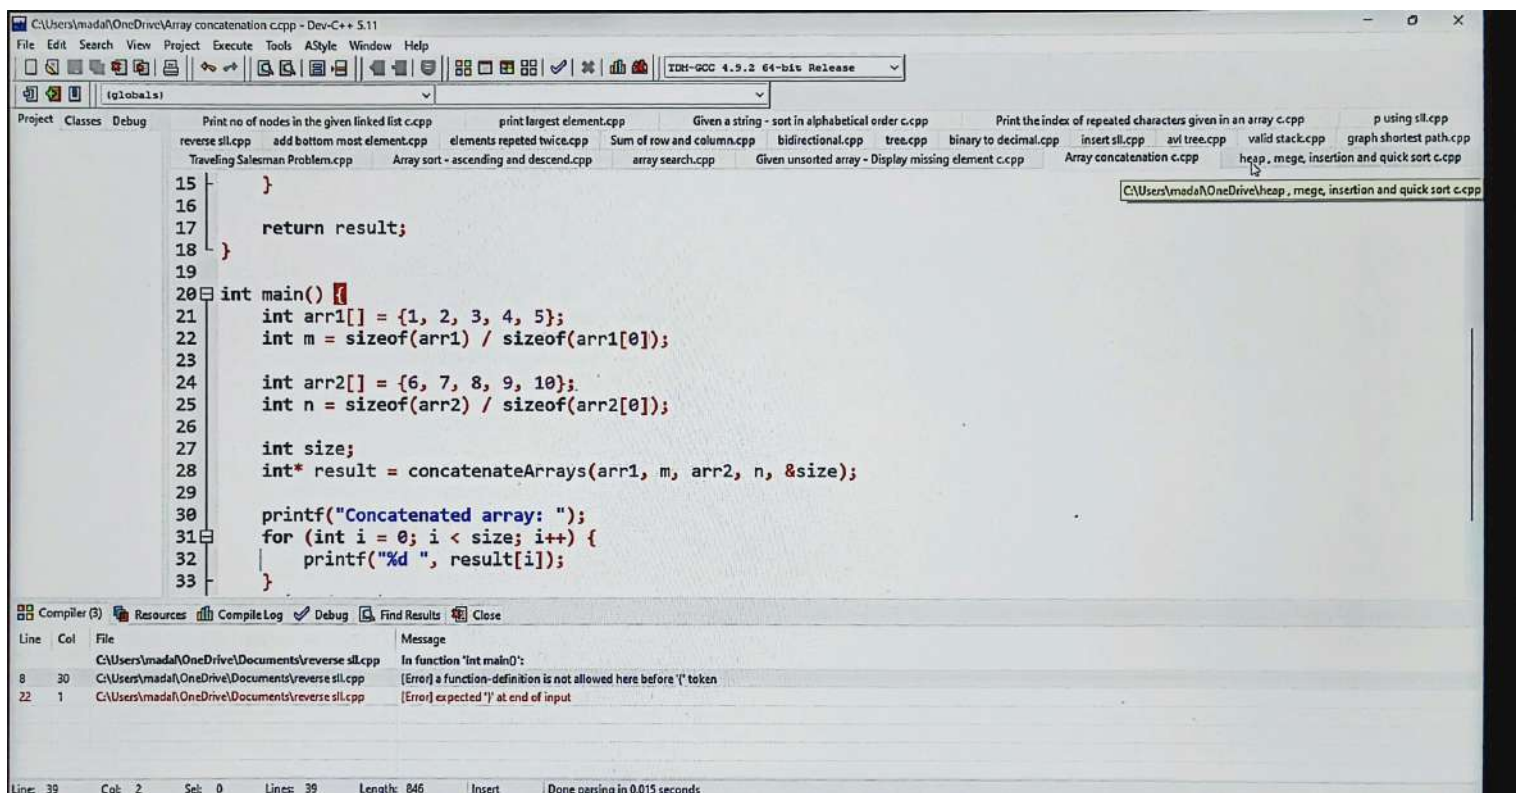 C:\Users\madal\OneDrive\Array concatenation c.cpp - Dev-C++ 5.11
File Edit Search View Project Execute Tools AStyle Window Help
TDM-GCC 4.9.2 64-bit Release
(globals)
Project Classes Debug
Print no of nodes in the given linked list c.cpp print largest element.cpp Given a string - sort in alphabetical order c.cpp Print the index of repeated characters given in an array c.cpp p using sll.cpp
reverse sll.cpp add bottom most element.cpp elements repeted twice.cpp Sum of row and column.cpp bidirectional.cpp tree.cpp binary to decimal.cpp insert sll.cpp avl tree.cpp valid stack.cpp graph shortest path.cpp
Traveling Salesman Problem.cpp Array sort - ascending and descend.cpp array search.cpp Given unsorted array - Display missing element c.cpp Array concatenation c.cpp heap , mege, insertion and quick sort c.cpp
C:\Users\madal\OneDrive\heap , mege, insertion and quick sort c.cpp
15 }
16
17 return result;
18 }
19
20 int main() {
21 int arr1[] = {1, 2, 3, 4, 5};
22 int m = sizeof(arr1) / sizeof(arr1[0]);
23
24 int arr2[] = {6, 7, 8, 9, 10};
25 int n = sizeof(arr2) / sizeof(arr2[0]);
26
27 int size;
28 int* result = concatenateArrays(arr1, m, arr2, n, &size);
29
30 printf("Concatenated array: ");
31 for (int i = 0; i < size; i++) {
32 printf("%d ", result[i]);
33 }
Compiler (3) Resources Compile Log Debug Find Results Close
Line Col File Message
C:\Users\madal\OneDrive\Documents\reverse sll.cpp In function 'int main()':
8 30 C:\Users\madal\OneDrive\Documents\reverse sll.cpp [Error] a function-definition is not allowed here before '{' token
22 1 C:\Users\madal\OneDrive\Documents\reverse sll.cpp [Error] expected '}' at end of input
Line: 39 Col: 2 Sel: 0 Lines: 39 Length: 846 Insert Done parsing in 0.015 seconds